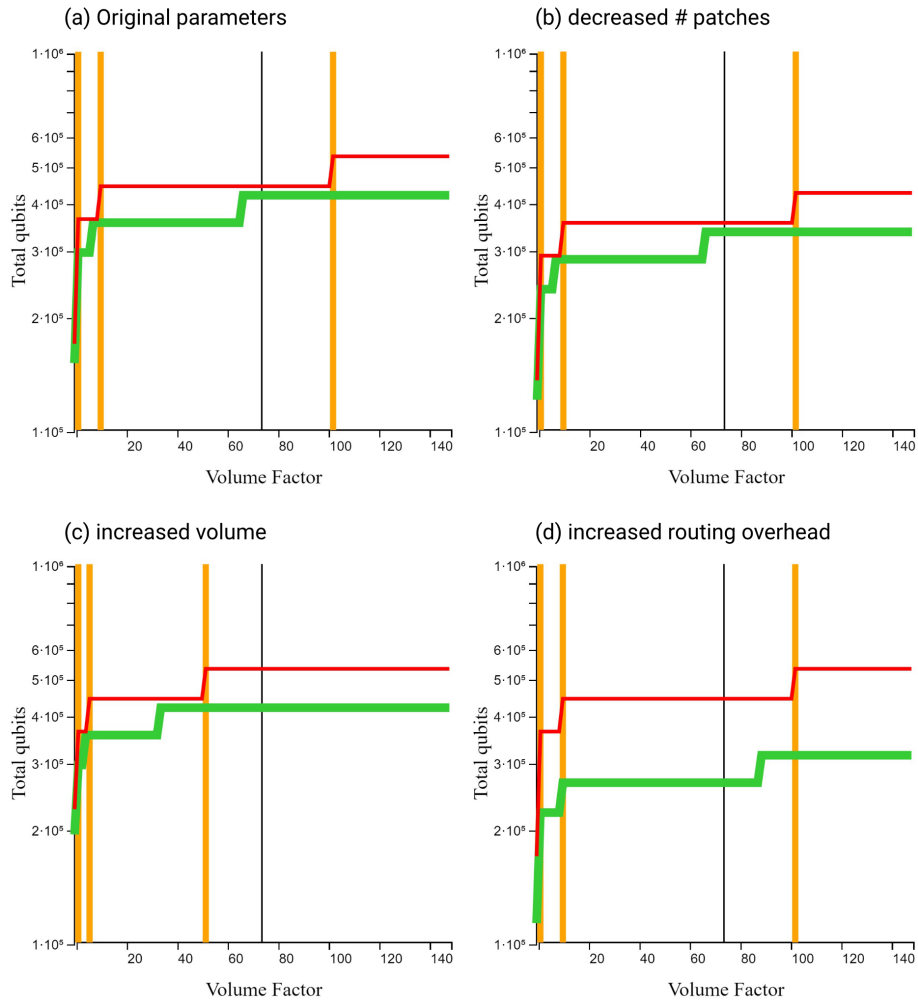 (a) Original parameters
(b) decreased # patches
1·10⁶
6·10⁵
5·10⁵
4·10⁵
3·10⁵
2·10⁵
1·10⁵
Total qubits
20 40 60 80 100 120 140
Volume Factor
1·10⁶
6·10⁵
5·10⁵
4·10⁵
3·10⁵
2·10⁵
1·10⁵
Total qubits
20 40 60 80 100 120 140
Volume Factor
(c) increased volume
(d) increased routing overhead
1·10⁶
6·10⁵
5·10⁵
4·10⁵
3·10⁵
2·10⁵
1·10⁵
Total qubits
20 40 60 80 100 120 140
Volume Factor
1·10⁶
6·10⁵
5·10⁵
4·10⁵
3·10⁵
2·10⁵
1·10⁵
Total qubits
20 40 60 80 100 120 140
Volume Factor